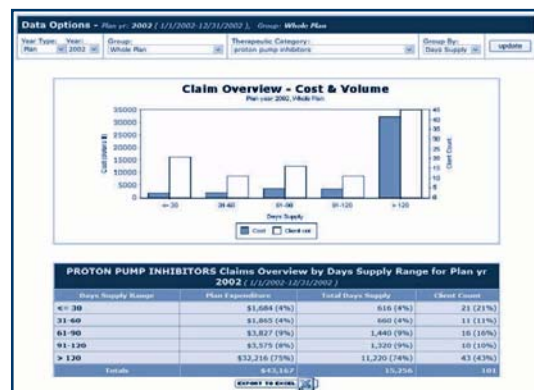 Data Options - Plan yr: 2002 ( 1/1/2002-12/31/2002 ), Group: Whole Plan
Year Type: Year: Group: Therapeutic Category: Group By:
Plan 2002 Whole Plan proton pump inhibitors Days Supply update
Claim Overview - Cost & Volume
Plan year 2002, Whole Plan
35000
30000
25000
20000
15000
10000
5000
0
45
40
35
30
25
20
15
10
5
0
Client Count
<= 30 31-60 61-90 91-120 > 120
Days Supply
Cost Client cnt
PROTON PUMP INHIBITORS Claims Overview by Days Supply Range for Plan yr
2002 ( 1/1/2002-12/31/2002 )
Days Supply Range Plan Expenditure Total Days Supply Client Count
<= 30 $1,684 (4%) 616 (4%) 21 (21%)
31-60 $1,865 (4%) 660 (4%) 11 (11%)
61-90 $3,827 (9%) 1,440 (9%) 16 (16%)
91-120 $3,575 (8%) 1,320 (9%) 10 (10%)
> 120 $32,216 (75%) 11,220 (74%) 43 (43%)
Totals $43,167 15,256 101
EXPORT TO EXCEL